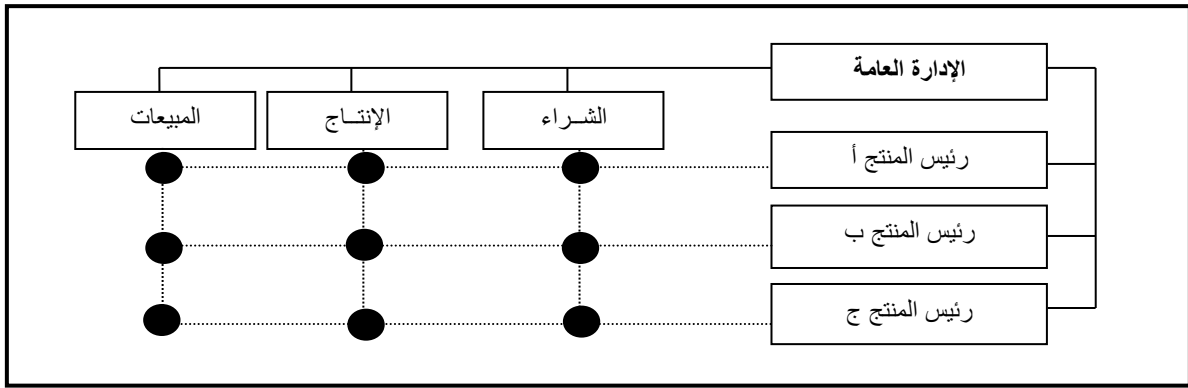 الإدارة العامة
الشــراء
الإنتــاج
المبيعات
رئيس المنتج أ
رئيس المنتج ب
رئيس المنتج ج